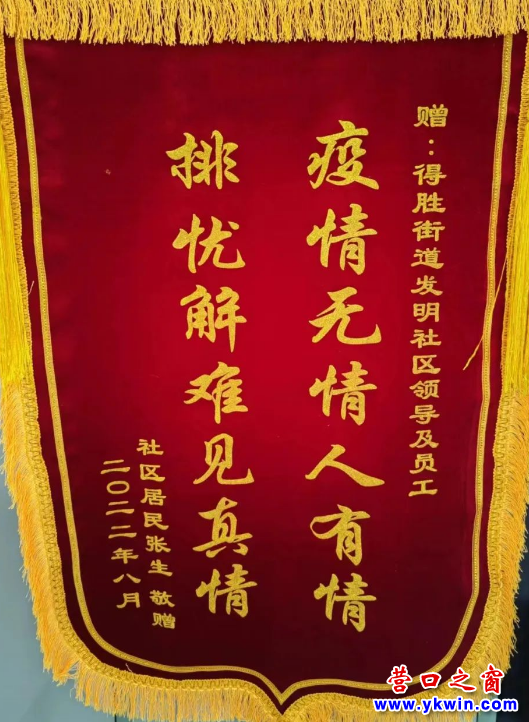 赠：得胜街道发明社区领导及员工
疫情无情人有情
排忧解难见真情
社区居民张生 敬赠
二〇二二年八月
营口之窗
www.ykwin.com